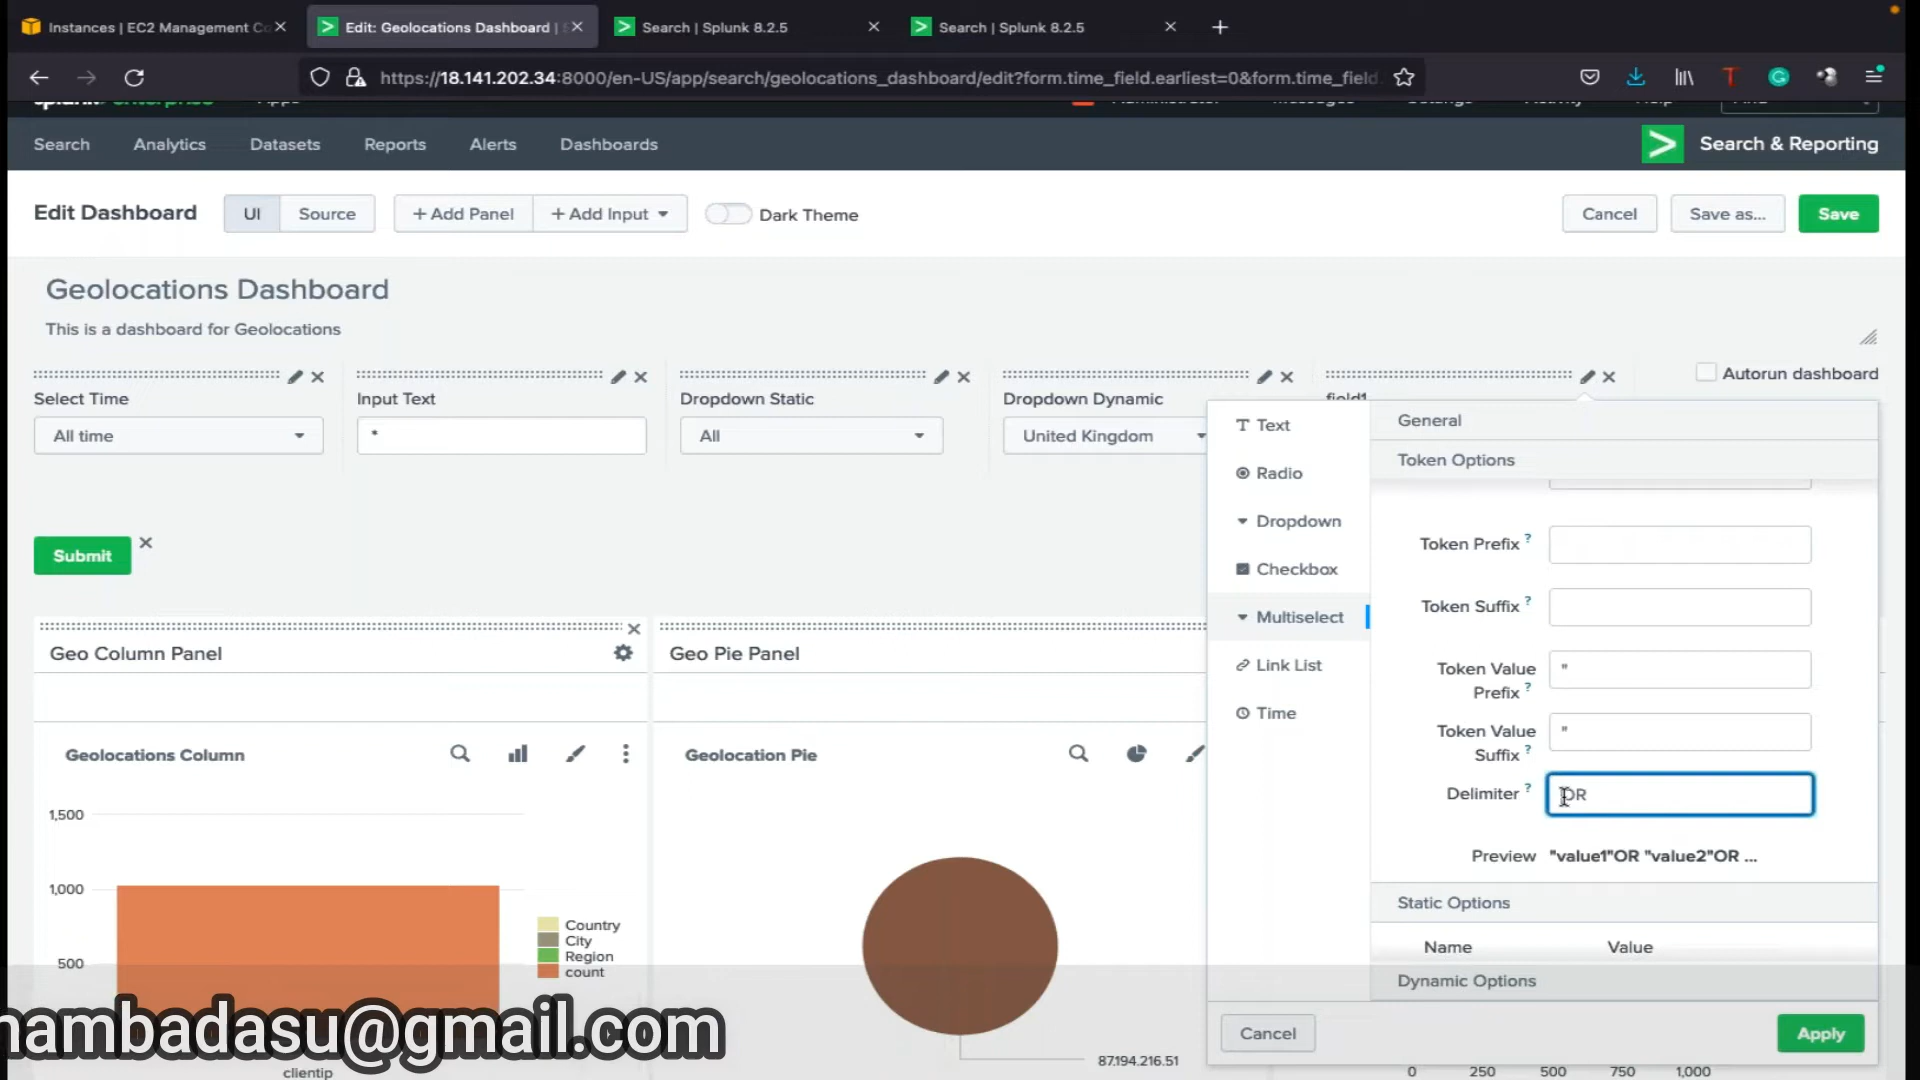 Instances | EC2 Management Co
Edit: Geolocations Dashboard |
Search | Splunk 8.2.5
Search | Splunk 8.2.5
https://18.141.202.34:8000/en-US/app/search/geolocations_dashboard/edit?form.time_field.earliest=0&form.time_field.
Search Analytics Datasets Reports Alerts Dashboards
Search & Reporting
Edit Dashboard
UI Source
+ Add Panel + Add Input
Dark Theme
Cancel Save as... Save
Geolocations Dashboard
This is a dashboard for Geolocations
Autorun dashboard
Select Time Input Text Dropdown Static Dropdown Dynamic field1
All time * All United Kingdom
Submit
Text
Radio
Dropdown
Checkbox
Multiselect
Link List
Time
General
Token Options
Token Prefix ?
Token Suffix ?
Token Value
Prefix ? "
Token Value
Suffix ? "
Delimiter ? OR
Preview "value1"OR "value2"OR ...
Static Options
Name Value
Dynamic Options
Cancel Apply
Geo Column Panel
Geo Pie Panel
Geolocations Column
Geolocation Pie
1,500
1,000
500
Country
City
Region
count
clientip
87.194.216.51
0 250 500 750 1,000
nambadasu@gmail.com